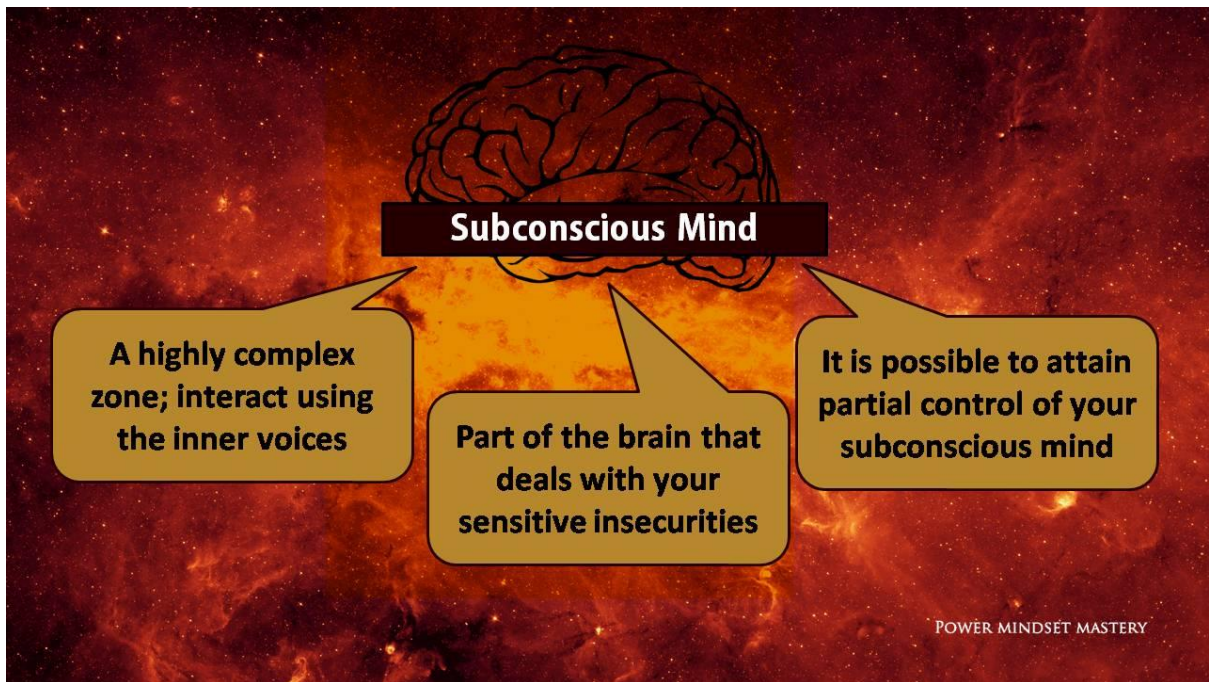 Subconscious Mind
A highly complex
zone; interact using
the inner voices
Part of the brain that
deals with your
sensitive insecurities
It is possible to attain
partial control of your
subconscious mind
POWER MINDSET MASTERY